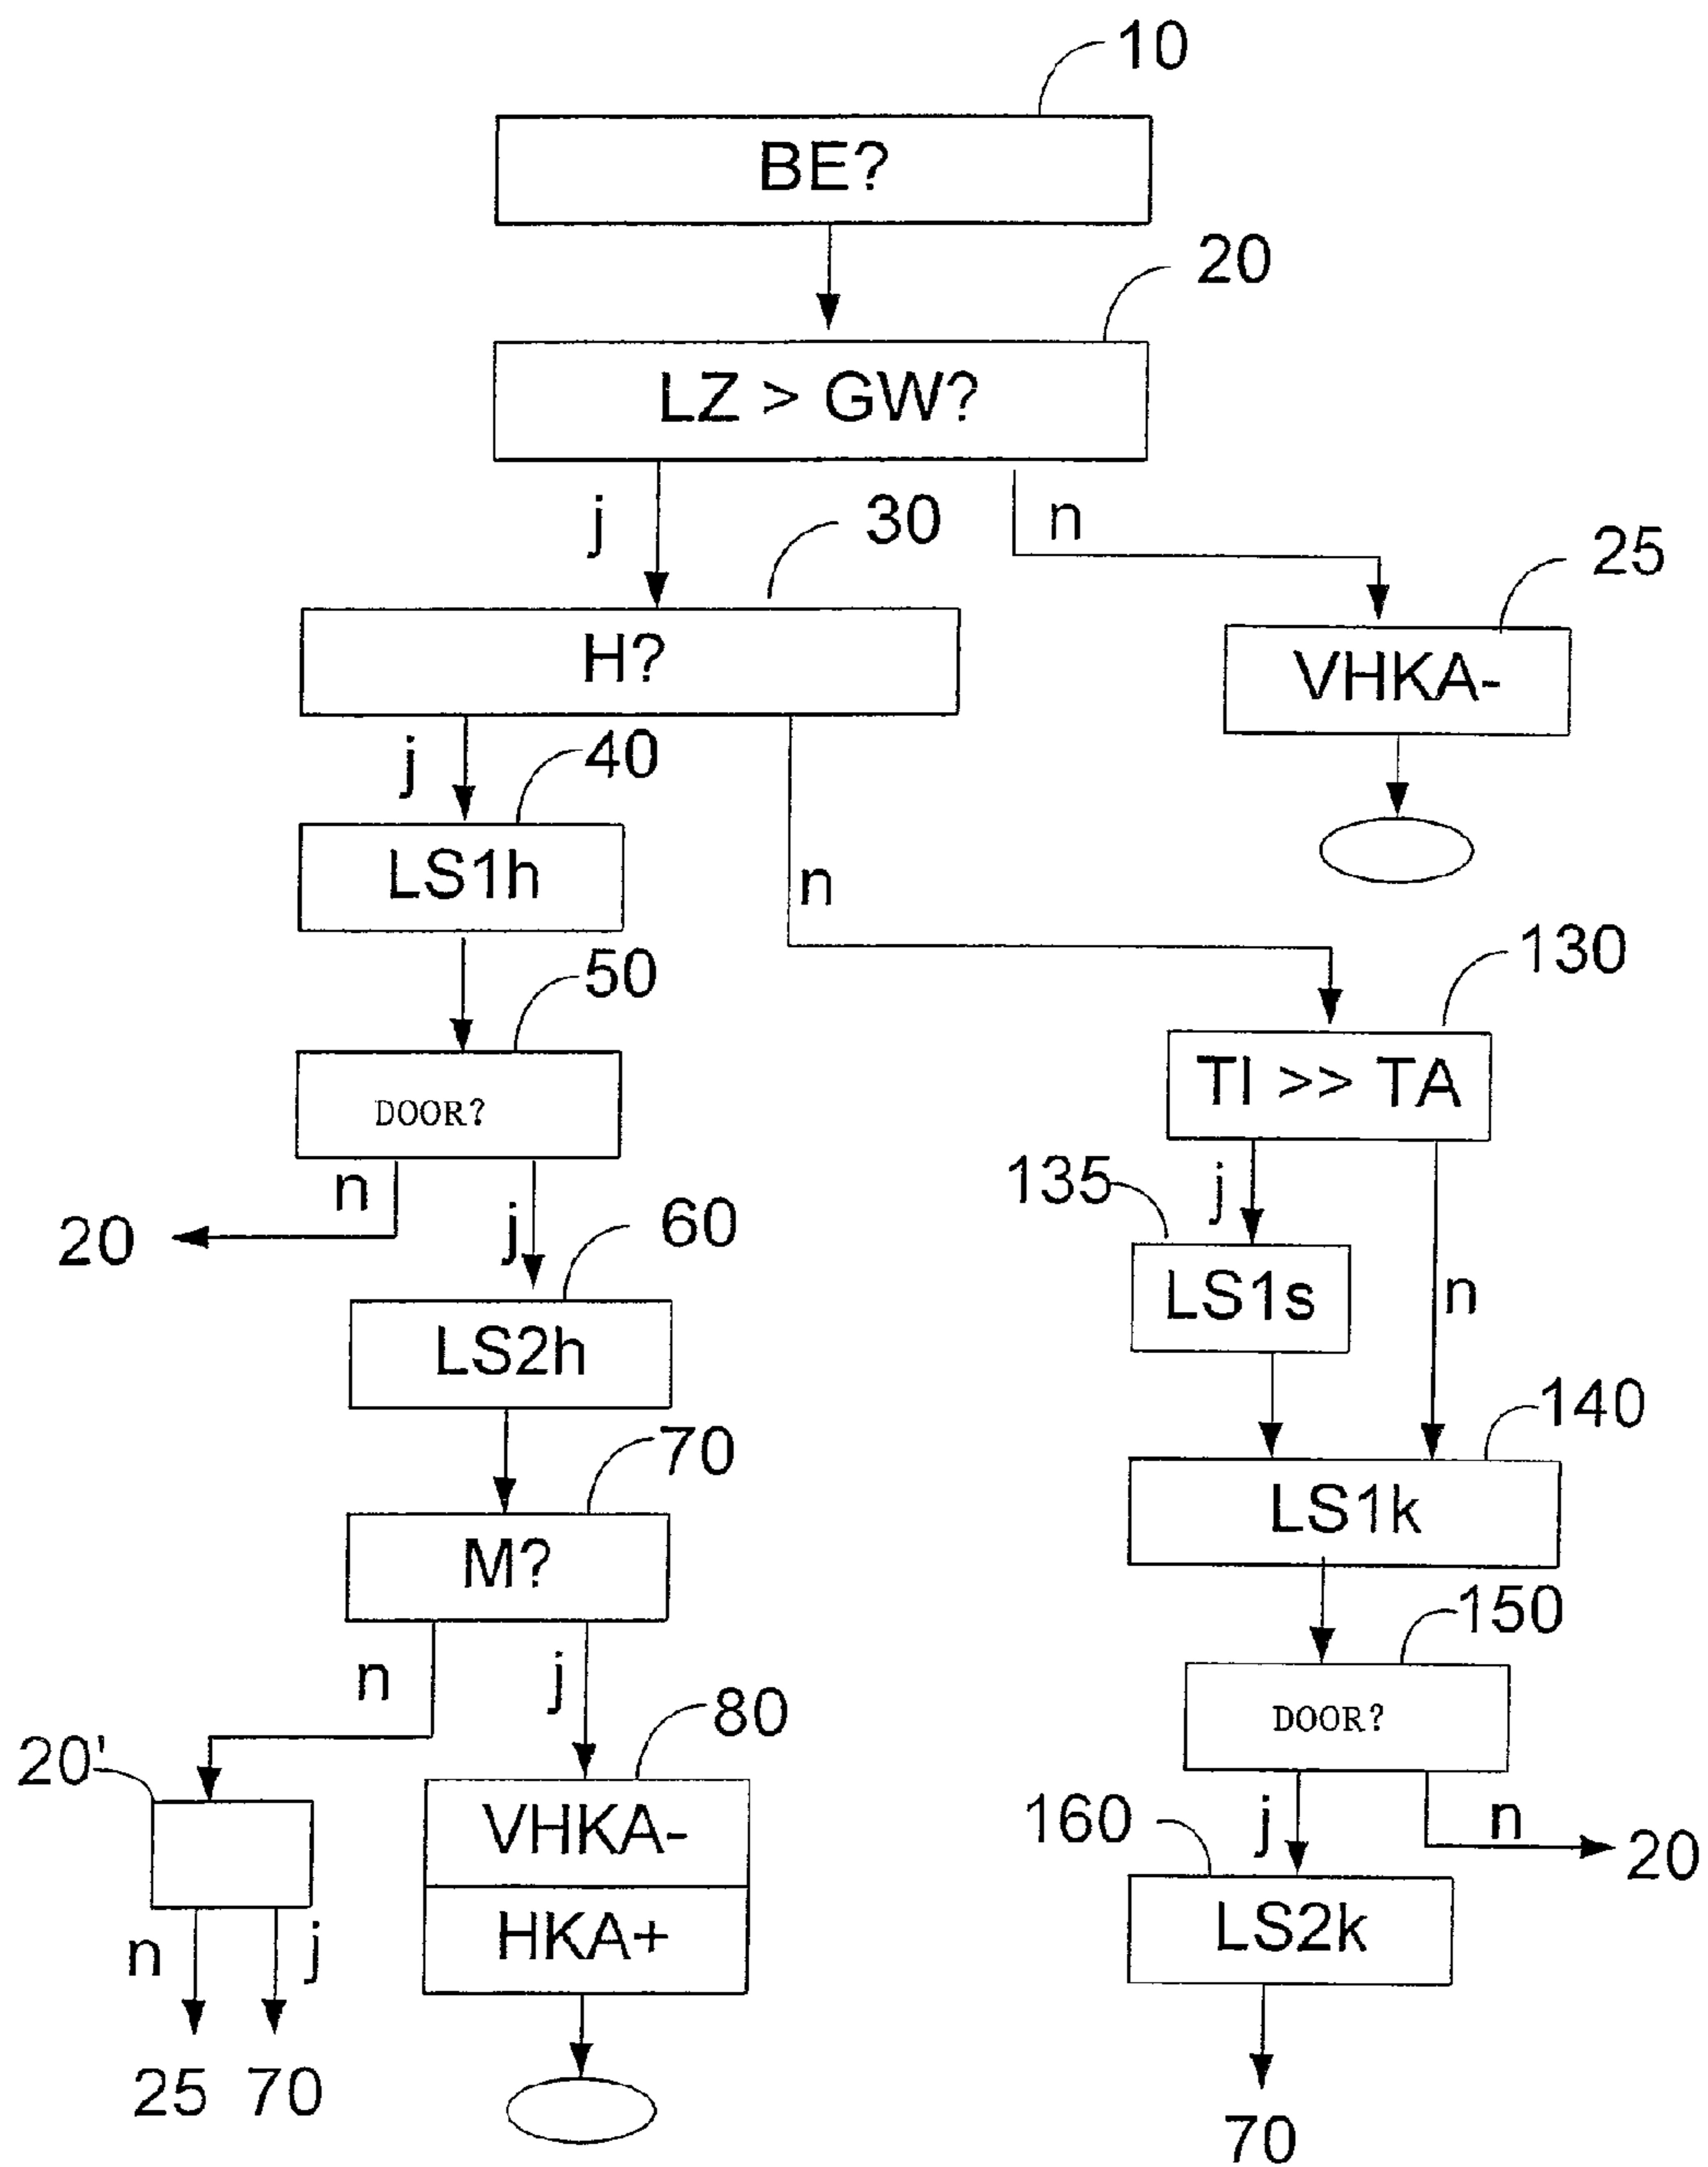 10
BE?
20
LZ > GW?
j
n
30
25
H?
VHKA-
j
40
LS1h
n
50
130
DOOR?
TI >> TA
n
j
20
60
135
j
n
LS2h
LS1s
70
140
M?
LS1k
150
n
j
80
DOOR?
20'
VHKA-
HKA+
160
j
n
20
LS2k
n
j
25
70
70